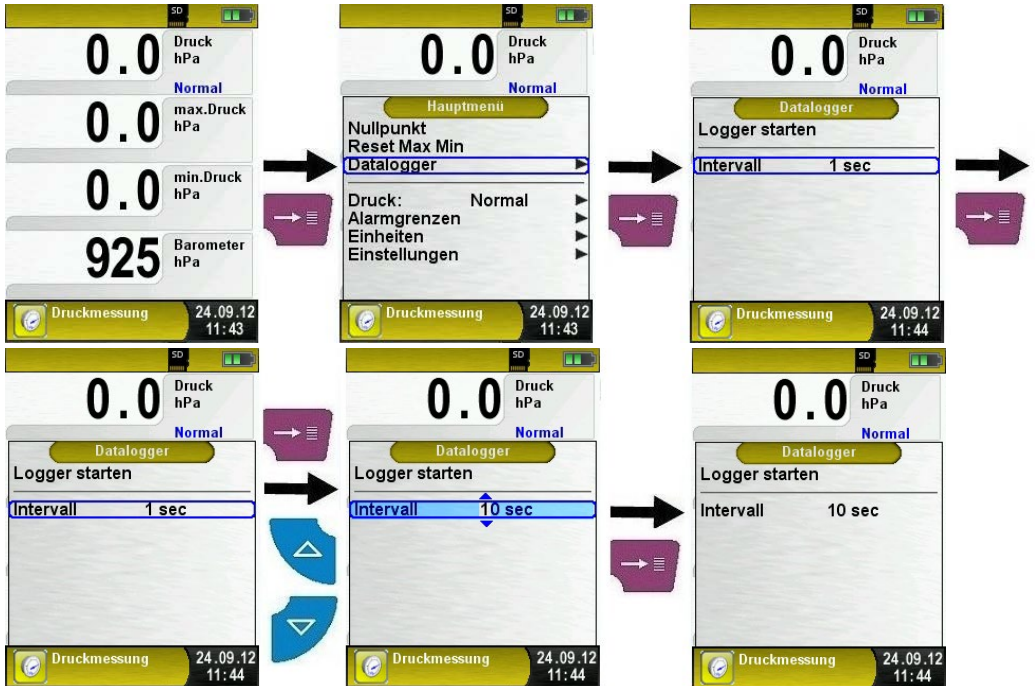 SD
0.0 Druck
hPa
Normal
0.0 max.Druck
hPa
0.0 min.Druck
hPa
925 Barometer
hPa
Druckmessung 24.09.12
11:43
SD
0.0 Druck
hPa
Normal
Hauptmenü
Nullpunkt
Reset Max Min
Datalogger
Druck: Normal
Alarmgrenzen
Einheiten
Einstellungen
Druckmessung 24.09.12
11:43
SD
0.0 Druck
hPa
Normal
Datalogger
Logger starten
Intervall 1 sec
Druckmessung 24.09.12
11:44
SD
0.0 Druck
hPa
Normal
Datalogger
Logger starten
Intervall 1 sec
Druckmessung 24.09.12
11:44
SD
0.0 Druck
hPa
Normal
Datalogger
Logger starten
Intervall 10 sec
Druckmessung 24.09.12
11:44
SD
0.0 Druck
hPa
Normal
Datalogger
Logger starten
Intervall 10 sec
Druckmessung 24.09.12
11:44